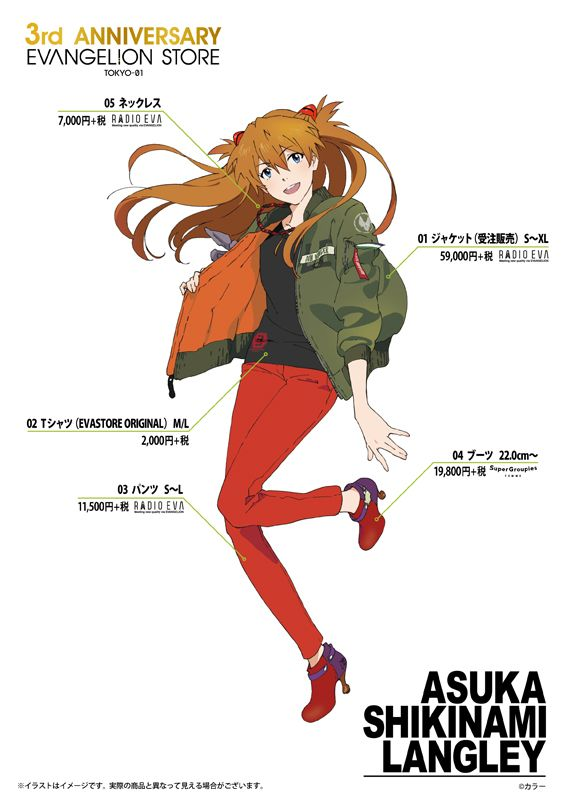 3rd ANNIVERSARY
EVANGELION STORE
TOKYO-01
05 ネックレス
7,000円+税 RADIO EVA
01 ジャケット(受注販売) S～XL
59,000円+税 RADIO EVA
02 Tシャツ(EVASTORE ORIGINAL) M/L
2,000円+税
04 ブーツ 22.0cm～
19,800円+税 SuperGroupies
03 パンツ S～L
11,500円+税 RADIO EVA
ASUKA
SHIKINAMI
LANGLEY
※イラストはイメージです。実際の商品と異なって見える場合がございます。
©カラー